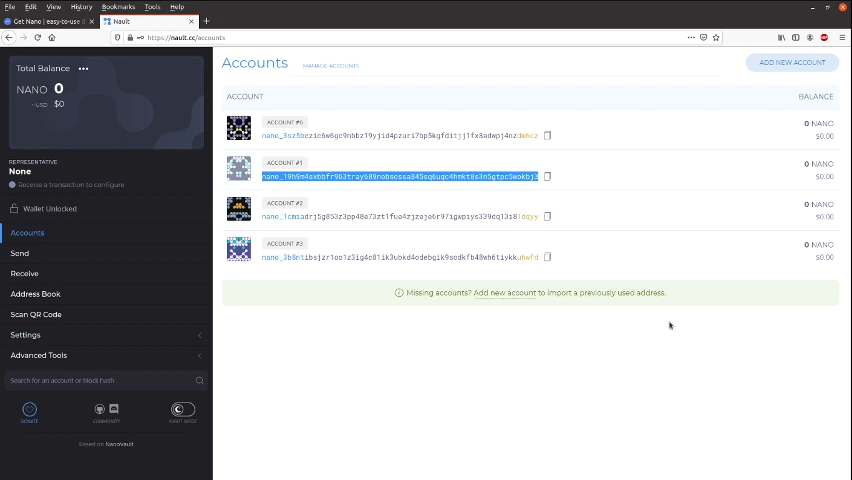 File Edit View History Bookmarks Tools Help
Get Nano | easy-to-use d
Nault
https://nault.cc/accounts
Total Balance
NANO 0
~USD $0
REPRESENTATIVE
None
Receive a transaction to configure
Wallet Unlocked
Accounts
Send
Receive
Address Book
Scan QR Code
Settings
Advanced Tools
Search for an account or block hash
DONATE COMMUNITY NIGHT MODE
Based on NanoVault
Accounts MANAGE ACCOUNTS ADD NEW ACCOUNT
ACCOUNT BALANCE
ACCOUNT #0 0 NANO
$0.00
ACCOUNT #1 0 NANO
$0.00
ACCOUNT #2 0 NANO
$0.00
ACCOUNT #3 0 NANO
$0.00
Missing accounts? Add new account to import a previously used address.